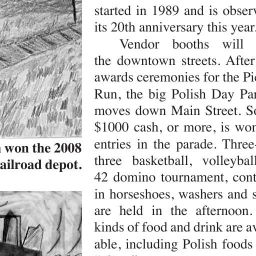 n won the 2008
ailroad depot.
started in 1989 and is observ
its 20th anniversary this year.
Vendor booths will
the downtown streets. After
awards ceremonies for the Pie
Run, the big Polish Day Par
moves down Main Street. So
$1000 cash, or more, is won
entries in the parade. Three-
three basketball, volleyball
42 domino tournament, cont
in horseshoes, washers and s
are held in the afternoon.
kinds of food and drink are av
able, including Polish foods